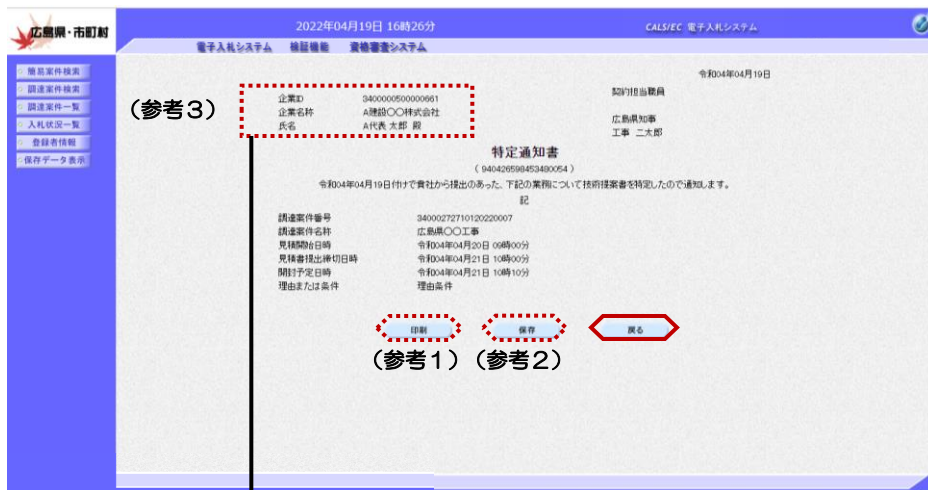 広島県・市町村
2022年04月19日 16時26分
CALS/EC 電子入札システム
電子入札システム 検証機能 資格審査システム
簡易案件検索
調達案件検索
調達案件一覧
入札状況一覧
登録者情報
保存データ表示
令和04年04月19日
(参考3)
企業ID 3400000500000661
企業名称 A建設〇〇株式会社
氏名 A代表 太郎 殿
契約担当職員
広島県知事
工事 二太郎
特定通知書
( 940426598453480054 )
令和04年04月19日付けで貴社から提出のあった、下記の業務について技術提案書を特定したので通知します。
記
調達案件番号 34000272710120220007
調達案件名称 広島県〇〇工事
見積開始日時 令和04年04月20日 09時00分
見積書提出締切日時 令和04年04月21日 10時00分
開封予定日時 令和04年04月21日 10時10分
理由または条件 理由条件
印刷 保存 戻る
(参考1) (参考2)